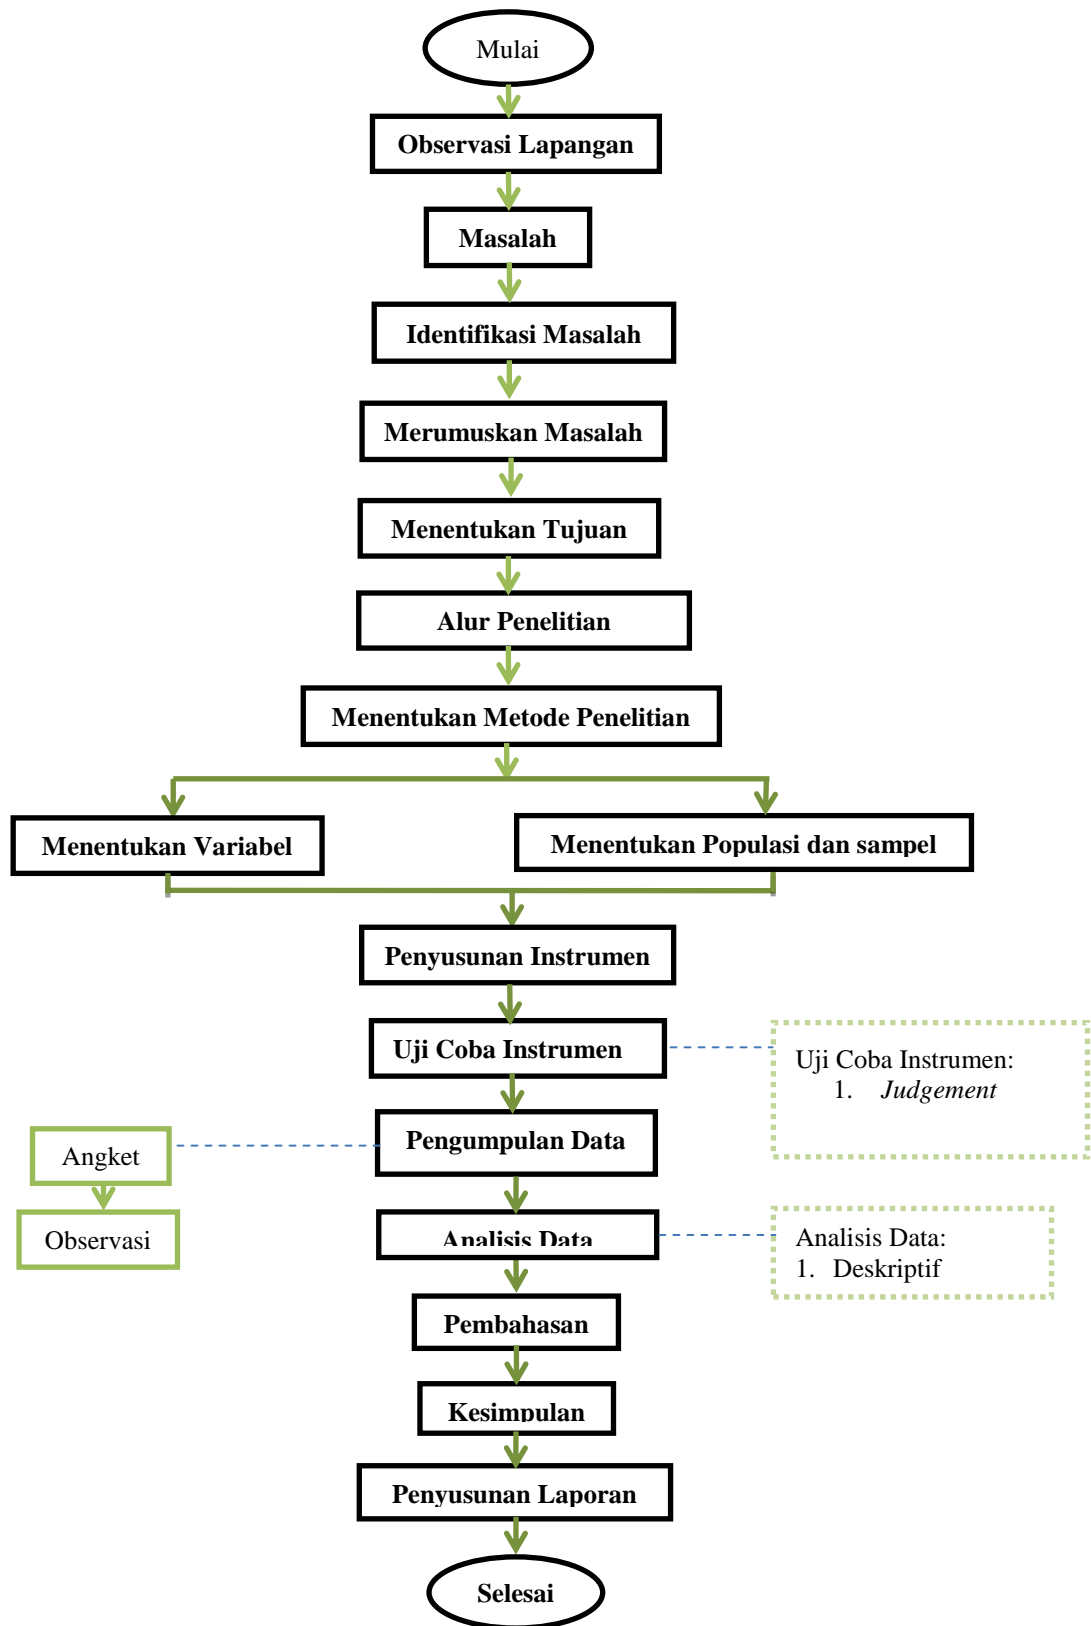 Mulai
Observasi Lapangan
Masalah
Identifikasi Masalah
Merumuskan Masalah
Menentukan Tujuan
Alur Penelitian
Menentukan Metode Penelitian
Menentukan Variabel
Menentukan Populasi dan sampel
Penyusunan Instrumen
Uji Coba Instrumen
Uji Coba Instrumen:
1. Judgement
Pengumpulan Data
Angket
Observasi
Analisis Data
Analisis Data:
1. Deskriptif
Pembahasan
Kesimpulan
Penyusunan Laporan
Selesai